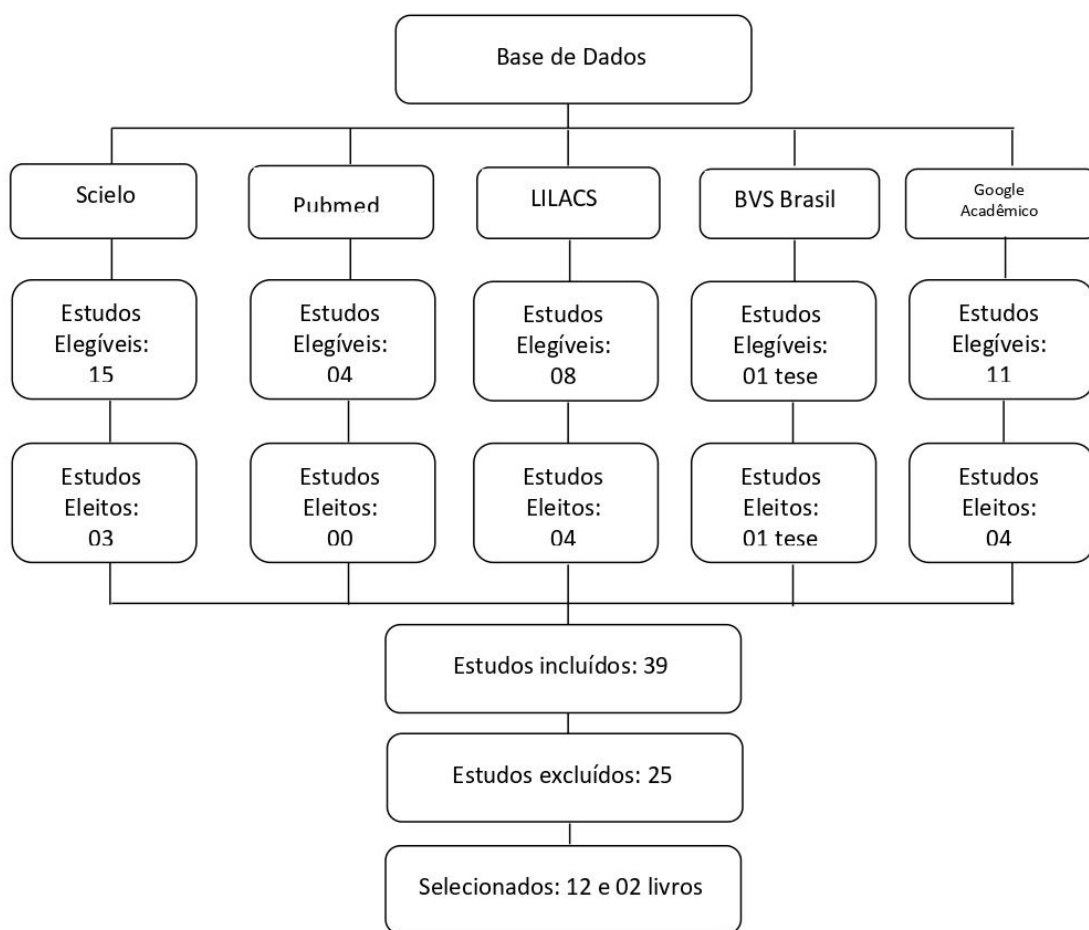 Base de Dados
Scielo
Pubmed
LILACS
BVS Brasil
Google
Acadêmico
Estudos
Elegíveis:
15
Estudos
Elegíveis:
04
Estudos
Elegíveis:
08
Estudos
Elegíveis:
01 tese
Estudos
Elegíveis:
11
Estudos
Eleitos:
03
Estudos
Eleitos:
00
Estudos
Eleitos:
04
Estudos
Eleitos:
01 tese
Estudos
Eleitos:
04
Estudos incluídos: 39
Estudos excluídos: 25
Selecionados: 12 e 02 livros